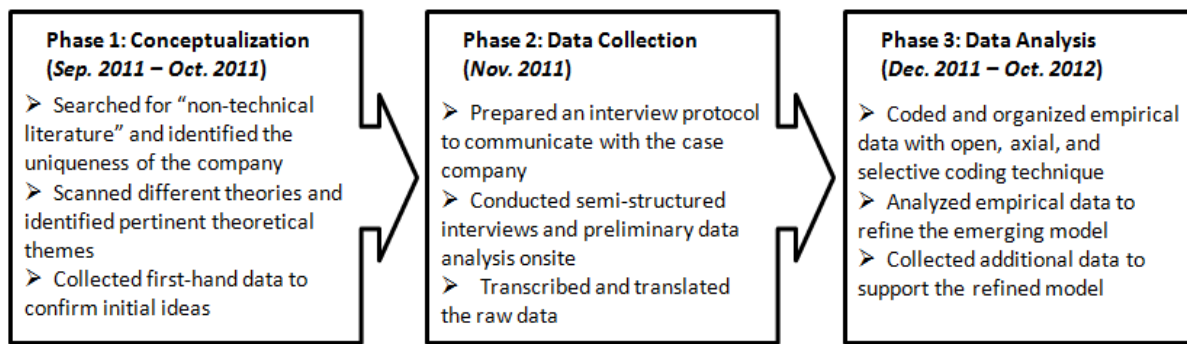 Phase 1: Conceptualization
(Sep. 2011 – Oct. 2011)
➢ Searched for “non-technical
literature” and identified the
uniqueness of the company
➢ Scanned different theories and
identified pertinent theoretical
themes
➢ Collected first-hand data to
confirm initial ideas
Phase 2: Data Collection
(Nov. 2011)
➢ Prepared an interview protocol
to communicate with the case
company
➢ Conducted semi-structured
interviews and preliminary data
analysis onsite
➢ Transcribed and translated
the raw data
Phase 3: Data Analysis
(Dec. 2011 – Oct. 2012)
➢ Coded and organized empirical
data with open, axial, and
selective coding technique
➢ Analyzed empirical data to
refine the emerging model
➢ Collected additional data to
support the refined model